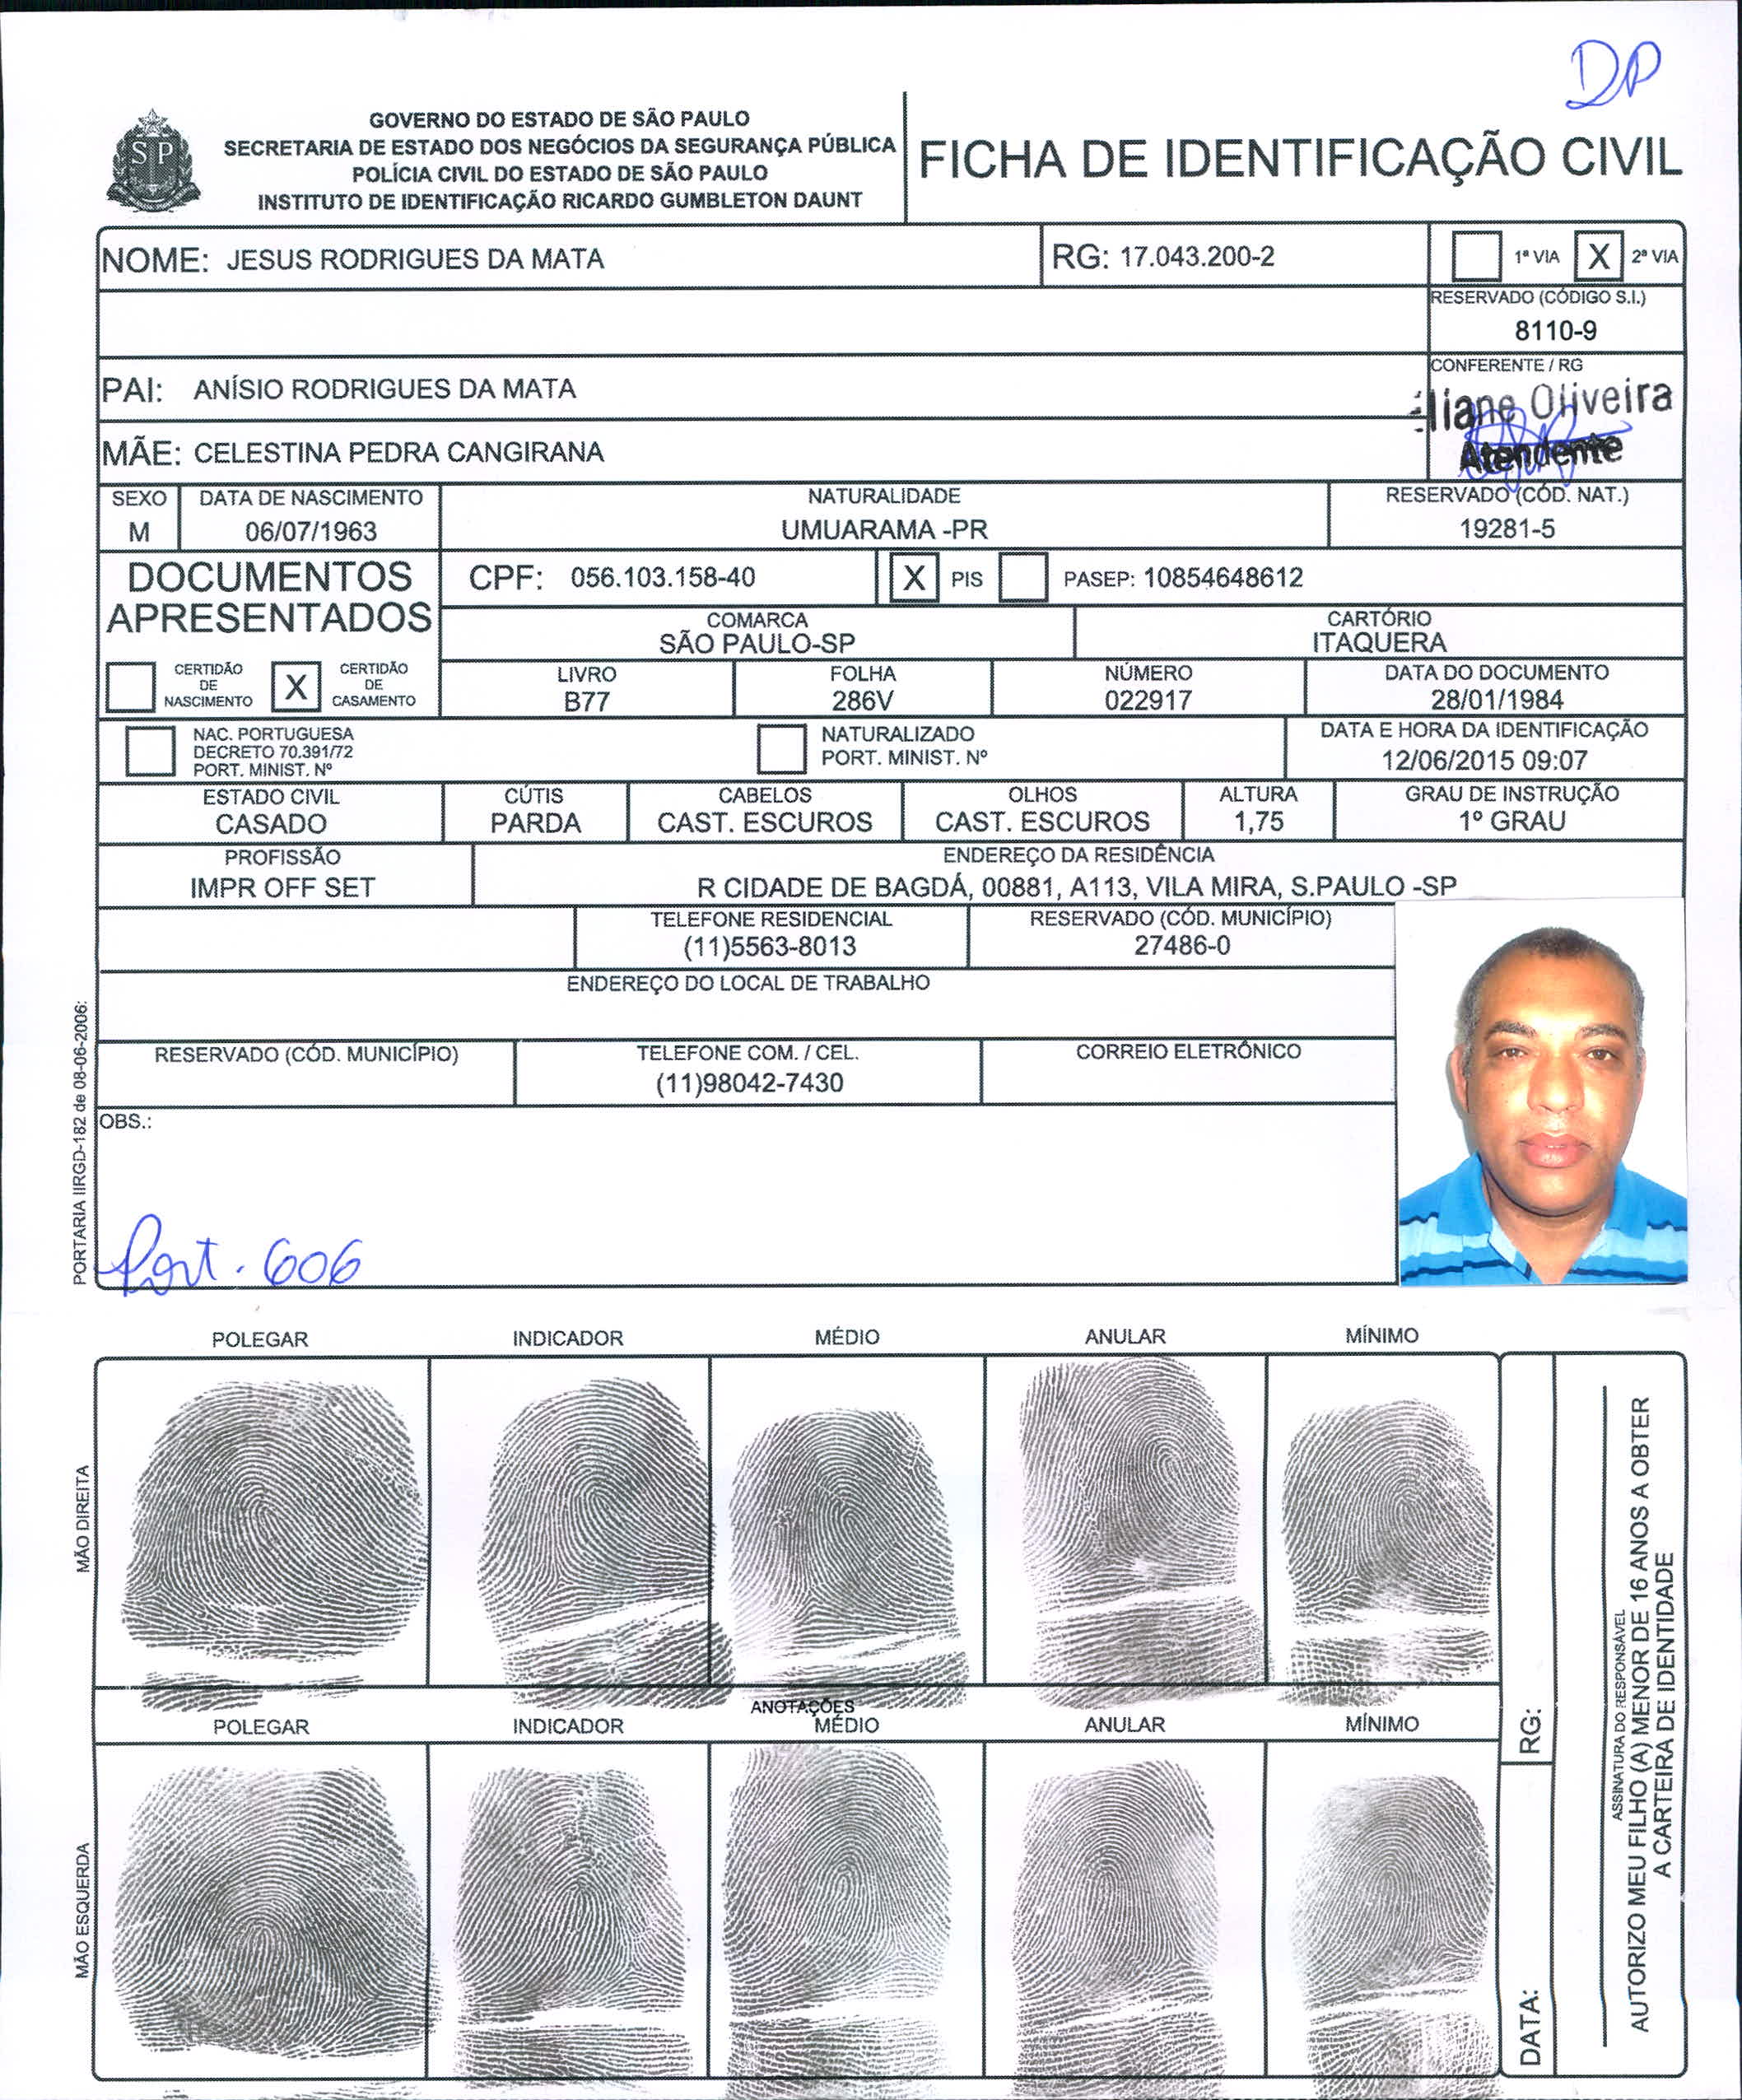 DP
GOVERNO DO ESTADO DE SÃO PAULO
SECRETARIA DE ESTADO DOS NEGÓCIOS DA SEGURANÇA PÚBLICA
POLÍCIA CIVIL DO ESTADO DE SÃO PAULO
INSTITUTO DE IDENTIFICAÇÃO RICARDO GUMBLETON DAUNT
SP
FICHA DE IDENTIFICAÇÃO CIVIL
NOME: JESUS RODRIGUES DA MATA
RG: 17.043.200-2
1ª VIA X 2ª VIA
RESERVADO (CÓDIGO S.I.)
8110-9
PAI: ANÍSIO RODRIGUES DA MATA
CONFERENTE / RG
Eliane Oliveira
Atendente
MÃE: CELESTINA PEDRA CANGIRANA
SEXO
M
DATA DE NASCIMENTO
06/07/1963
NATURALIDADE
UMUARAMA -PR
RESERVADO (CÓD. NAT.)
19281-5
DOCUMENTOS
APRESENTADOS
CPF: 056.103.158-40
X PIS
PASEP: 10854648612
COMARCA
SÃO PAULO-SP
CARTÓRIO
ITAQUERA
CERTIDÃO
DE
NASCIMENTO
X
CERTIDÃO
DE
CASAMENTO
LIVRO
B77
FOLHA
286V
NÚMERO
022917
DATA DO DOCUMENTO
28/01/1984
NAC. PORTUGUESA
DECRETO 70.391/72
PORT. MINIST. Nº
NATURALIZADO
PORT. MINIST. Nº
DATA E HORA DA IDENTIFICAÇÃO
12/06/2015 09:07
ESTADO CIVIL
CASADO
CÚTIS
PARDA
CABELOS
CAST. ESCUROS
OLHOS
CAST. ESCUROS
ALTURA
1,75
GRAU DE INSTRUÇÃO
1º GRAU
PROFISSÃO
IMPR OFF SET
ENDEREÇO DA RESIDÊNCIA
R CIDADE DE BAGDÁ, 00881, A113, VILA MIRA, S.PAULO -SP
TELEFONE RESIDENCIAL
(11)5563-8013
RESERVADO (CÓD. MUNICÍPIO)
27486-0
ENDEREÇO DO LOCAL DE TRABALHO
RESERVADO (CÓD. MUNICÍPIO)
TELEFONE COM. / CEL.
(11)98042-7430
CORREIO ELETRÔNICO
OBS.:
Port. 606
PORTARIA IIRGD-182 de 08-06-2006:
POLEGAR INDICADOR MÉDIO ANULAR MÍNIMO
MÃO DIREITA
ANOTAÇÕES
POLEGAR INDICADOR MÉDIO ANULAR MÍNIMO
MÃO ESQUERDA
RG:
DATA:
ASSINATURA DO RESPONSÁVEL
AUTORIZO MEU FILHO (A) MENOR DE 16 ANOS A OBTER
A CARTEIRA DE IDENTIDADE